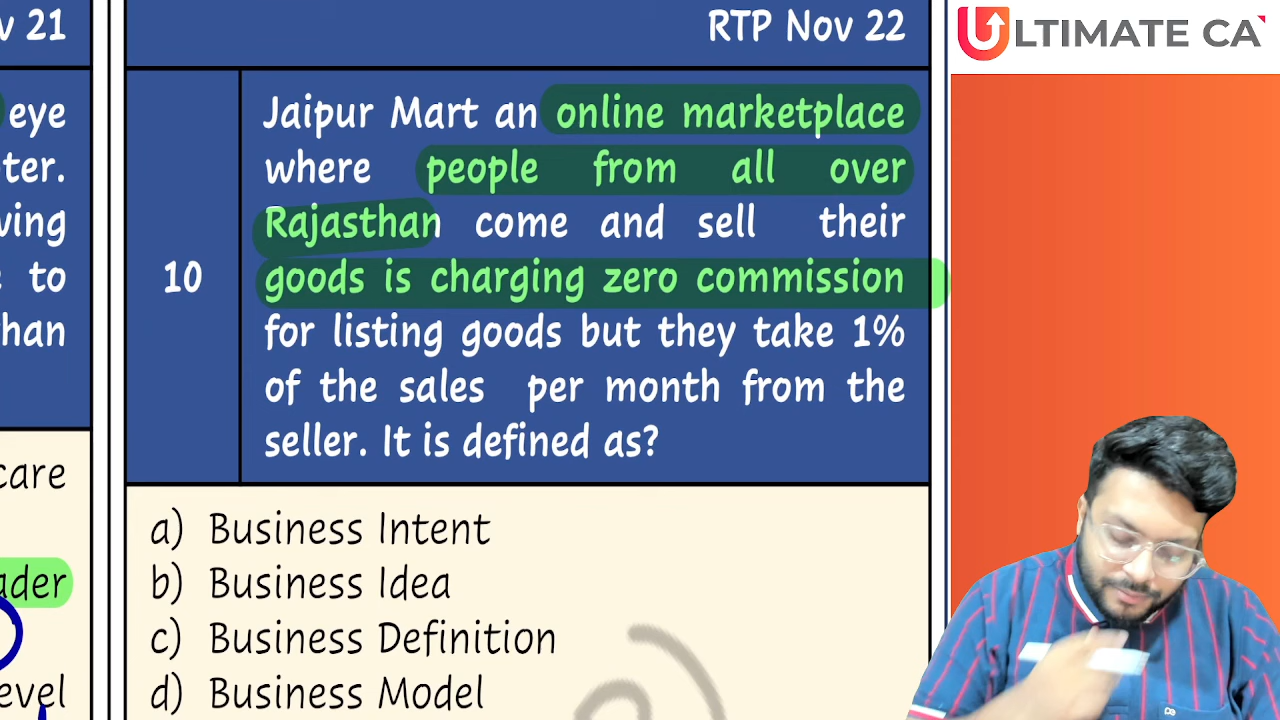 v 21
eye
ter.
ving
to
han
care
ader
evel
RTP Nov 22
10
Jaipur Mart an online marketplace
where people from all over
Rajasthan come and sell their
goods is charging zero commission
for listing goods but they take 1%
of the sales per month from the
seller. It is defined as?
a) Business Intent
b) Business Idea
c) Business Definition
d) Business Model
ULTIMATE CA